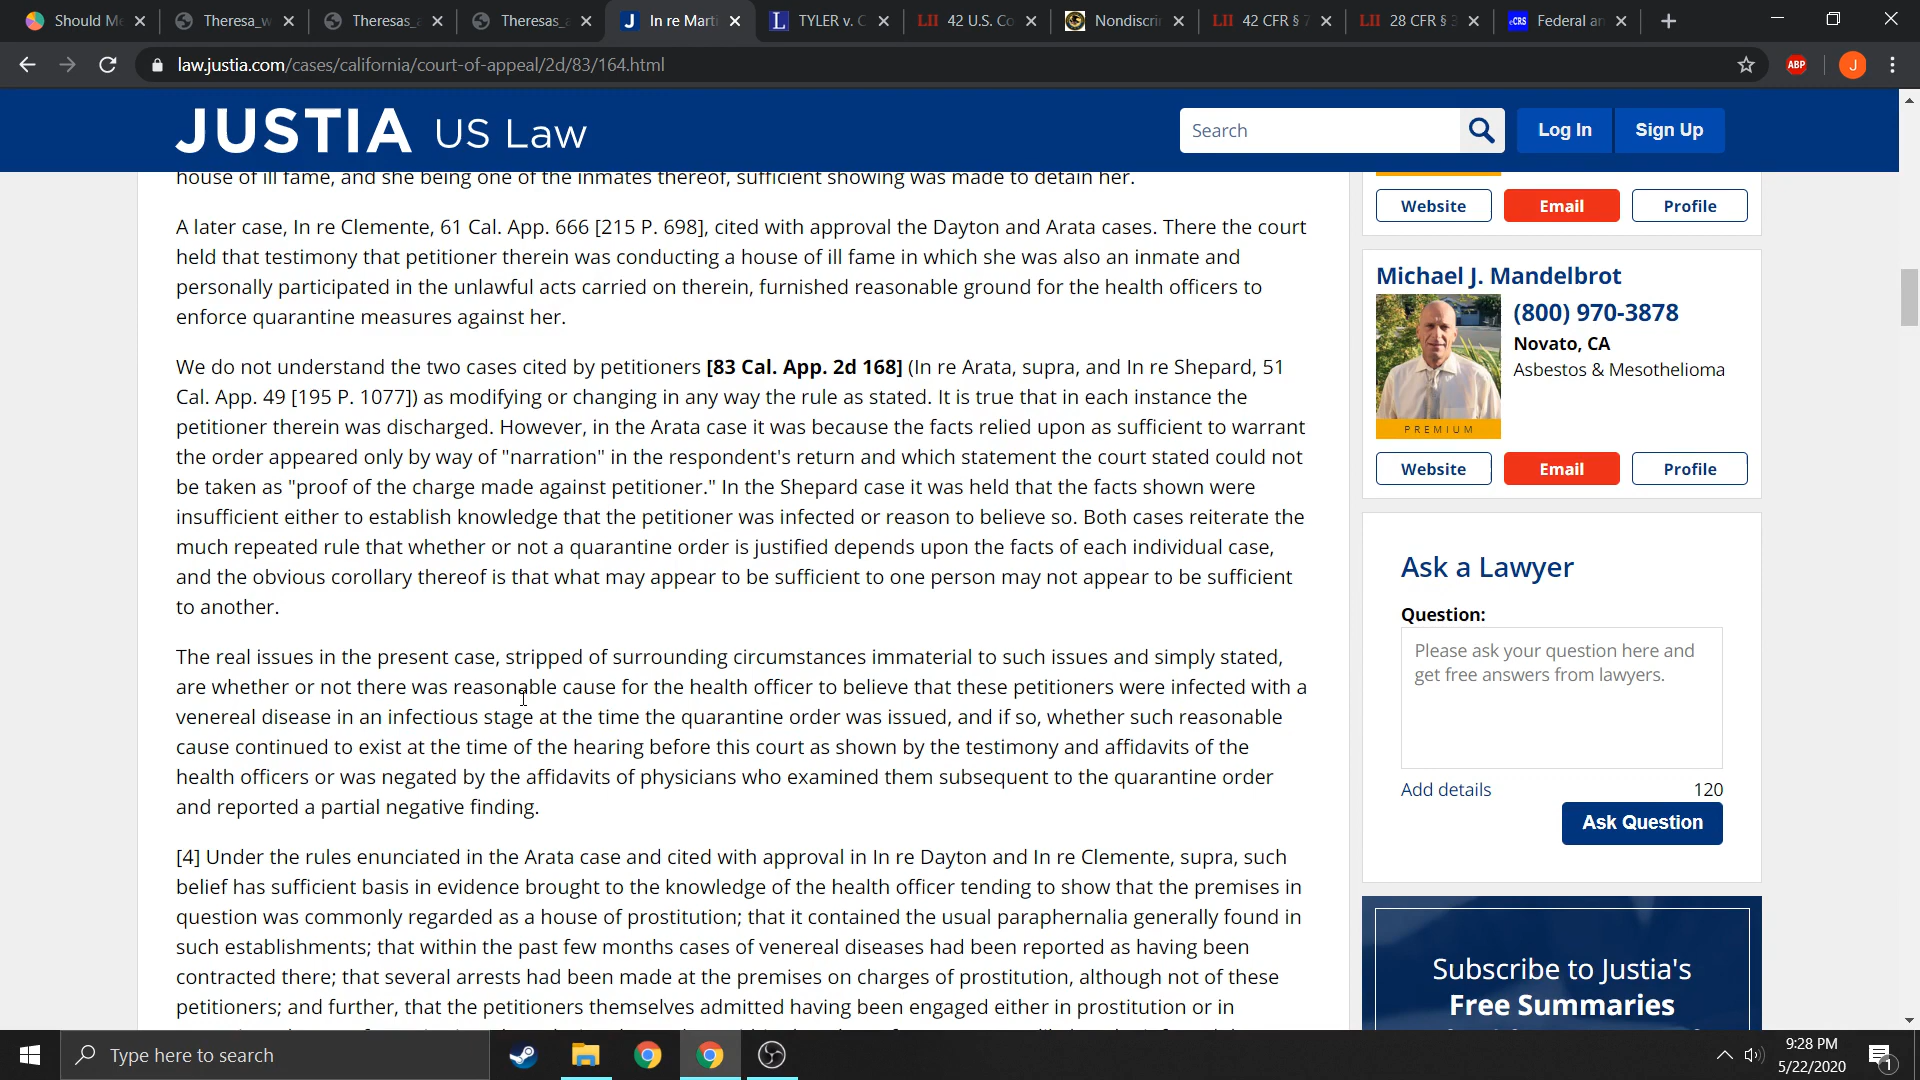 Should Me
Theresa_w
Theresas_a
Theresas_a
In re Marti
TYLER v. C
LII 42 U.S. Co
Nondiscri
LII 42 CFR § 7
LII 28 CFR § 3
CRS Federal an
law.justia.com/cases/california/court-of-appeal/2d/83/164.html
ABP
J
JUSTIA US Law
Search
Log In
Sign Up
house of ill fame, and she being one of the inmates thereof, sufficient showing was made to detain her.
A later case, In re Clemente, 61 Cal. App. 666 [215 P. 698], cited with approval the Dayton and Arata cases. There the court
held that testimony that petitioner therein was conducting a house of ill fame in which she was also an inmate and
personally participated in the unlawful acts carried on therein, furnished reasonable ground for the health officers to
enforce quarantine measures against her.
We do not understand the two cases cited by petitioners [83 Cal. App. 2d 168] (In re Arata, supra, and In re Shepard, 51
Cal. App. 49 [195 P. 1077]) as modifying or changing in any way the rule as stated. It is true that in each instance the
petitioner therein was discharged. However, in the Arata case it was because the facts relied upon as sufficient to warrant
the order appeared only by way of "narration" in the respondent's return and which statement the court stated could not
be taken as "proof of the charge made against petitioner." In the Shepard case it was held that the facts shown were
insufficient either to establish knowledge that the petitioner was infected or reason to believe so. Both cases reiterate the
much repeated rule that whether or not a quarantine order is justified depends upon the facts of each individual case,
and the obvious corollary thereof is that what may appear to be sufficient to one person may not appear to be sufficient
to another.
The real issues in the present case, stripped of surrounding circumstances immaterial to such issues and simply stated,
are whether or not there was reasonable cause for the health officer to believe that these petitioners were infected with a
venereal disease in an infectious stage at the time the quarantine order was issued, and if so, whether such reasonable
cause continued to exist at the time of the hearing before this court as shown by the testimony and affidavits of the
health officers or was negated by the affidavits of physicians who examined them subsequent to the quarantine order
and reported a partial negative finding.
[4] Under the rules enunciated in the Arata case and cited with approval in In re Dayton and In re Clemente, supra, such
belief has sufficient basis in evidence brought to the knowledge of the health officer tending to show that the premises in
question was commonly regarded as a house of prostitution; that it contained the usual paraphernalia generally found in
such establishments; that within the past few months cases of venereal diseases had been reported as having been
contracted there; that several arrests had been made at the premises on charges of prostitution, although not of these
petitioners; and further, that the petitioners themselves admitted having been engaged either in prostitution or in
Website
Email
Profile
Michael J. Mandelbrot
(800) 970-3878
Novato, CA
Asbestos & Mesothelioma
PREMIUM
Website
Email
Profile
Ask a Lawyer
Question:
Please ask your question here and
get free answers from lawyers.
Add details
120
Ask Question
Subscribe to Justia's
Free Summaries
Type here to search
9:28 PM
5/22/2020
1